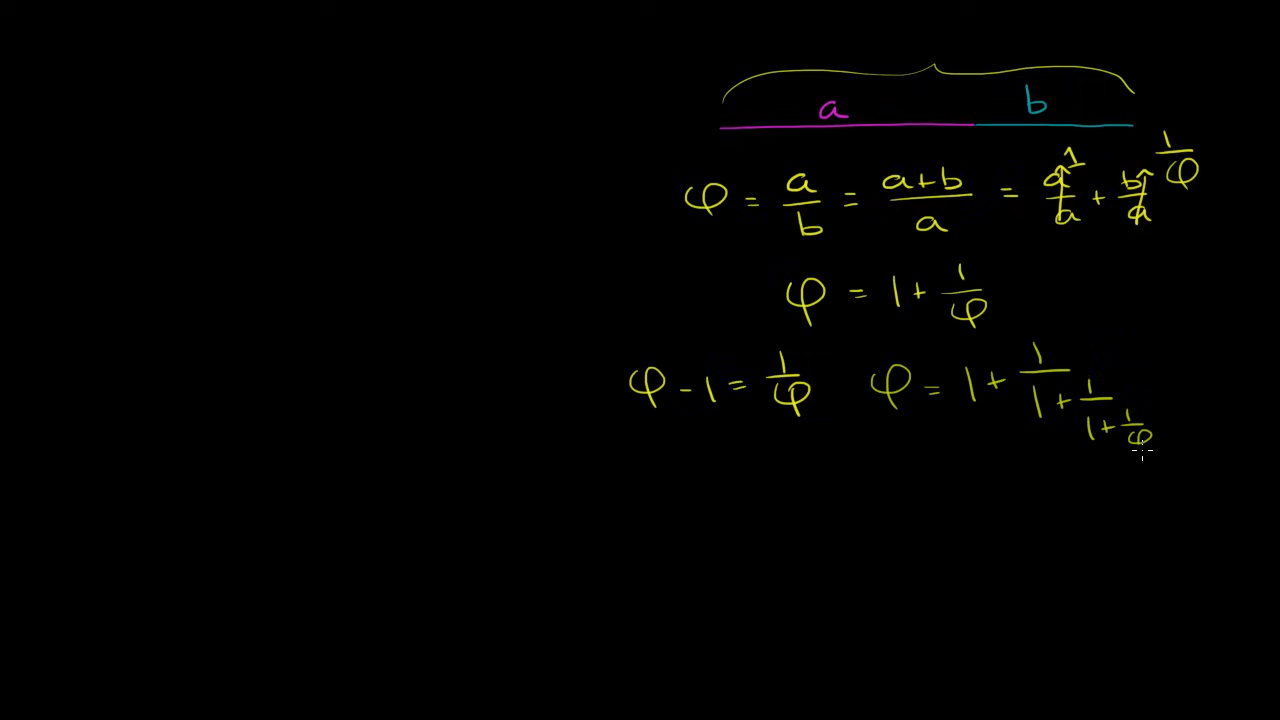 a b
φ = a/b = (a+b)/a = a/a + b/a 1 1/φ
φ = 1 + 1/φ
φ - 1 = 1/φ φ = 1 + 1/(1 + 1/(1 + 1/φ))